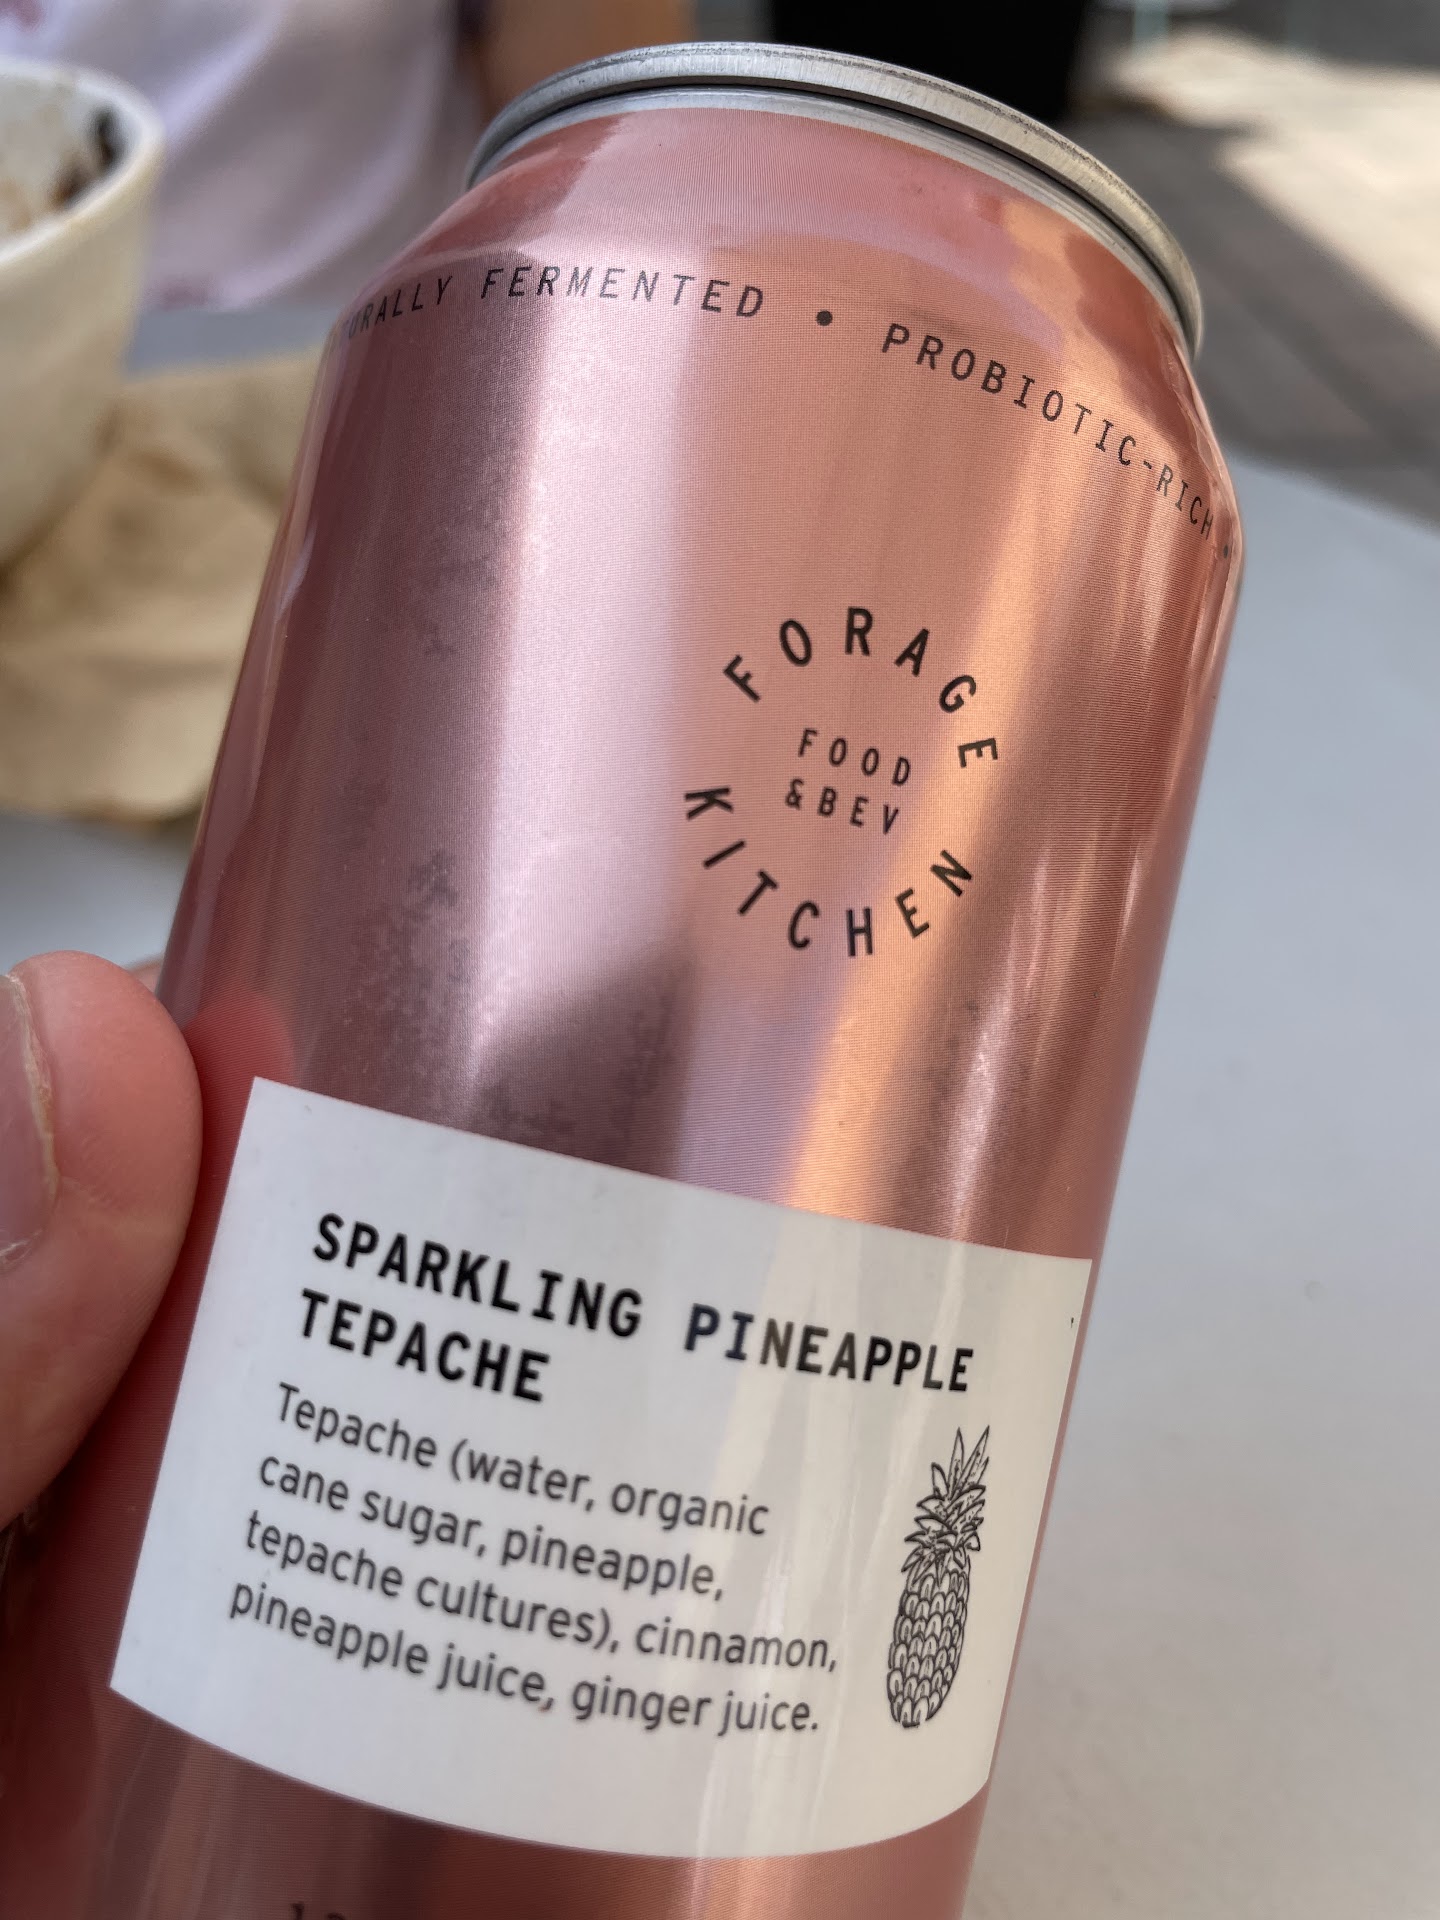 FERMENTED • PROBIOTIC-RICH •
FORAGE
FOOD
&BEV
KITCHEN
SPARKLING PINEAPPLE
TEPACHE
Tepache (water, organic
cane sugar, pineapple,
tepache cultures), cinnamon,
pineapple juice, ginger juice.